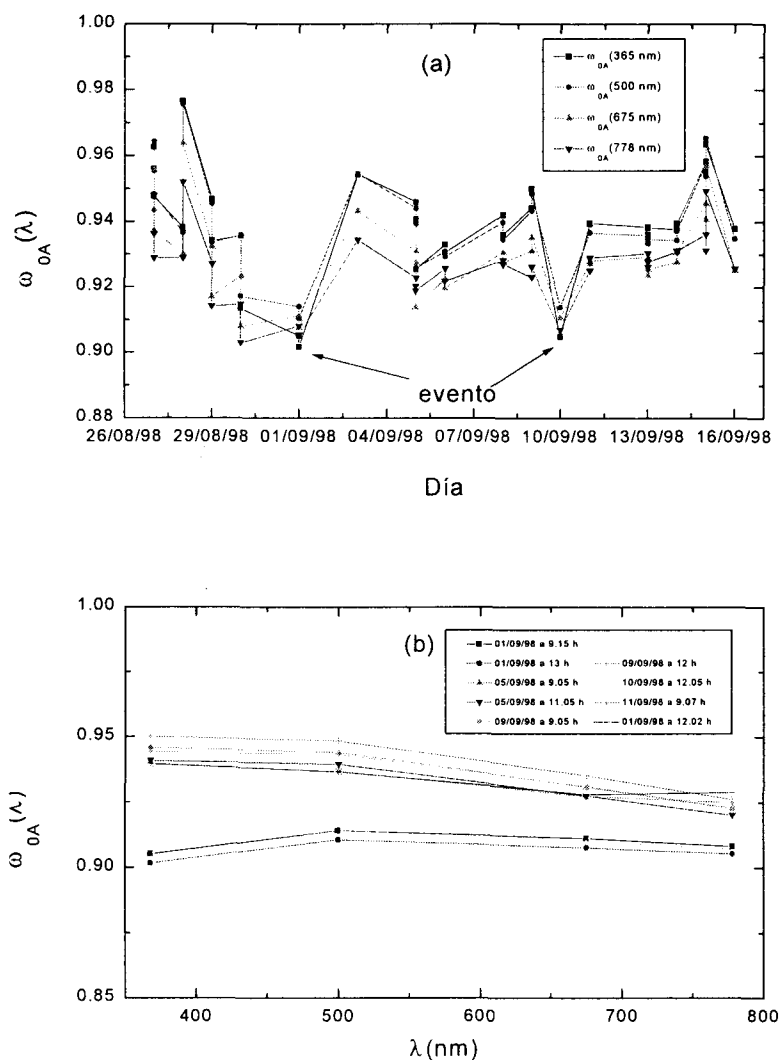 1.00
0.98
0.96
0.94
0.92
0.90
0.88
ω0A(λ)
(a)
ω0A(365 nm)
ω0A(500 nm)
ω0A(675 nm)
ω0A(778 nm)
evento
26/08/98 29/08/98 01/09/98 04/09/98 07/09/98 10/09/98 13/09/98 16/09/98
Día
1.00
0.95
0.90
0.85
ω0A(λ)
(b)
01/09/98 a 9.15 h
01/09/98 a 13 h
05/09/98 a 9.05 h
05/09/98 a 11.05 h
09/09/98 a 9.05 h
09/09/98 a 12 h
10/09/98 a 12.05 h
11/09/98 a 9.07 h
01/09/98 a 12.02 h
400 500 600 700 800
λ(nm)